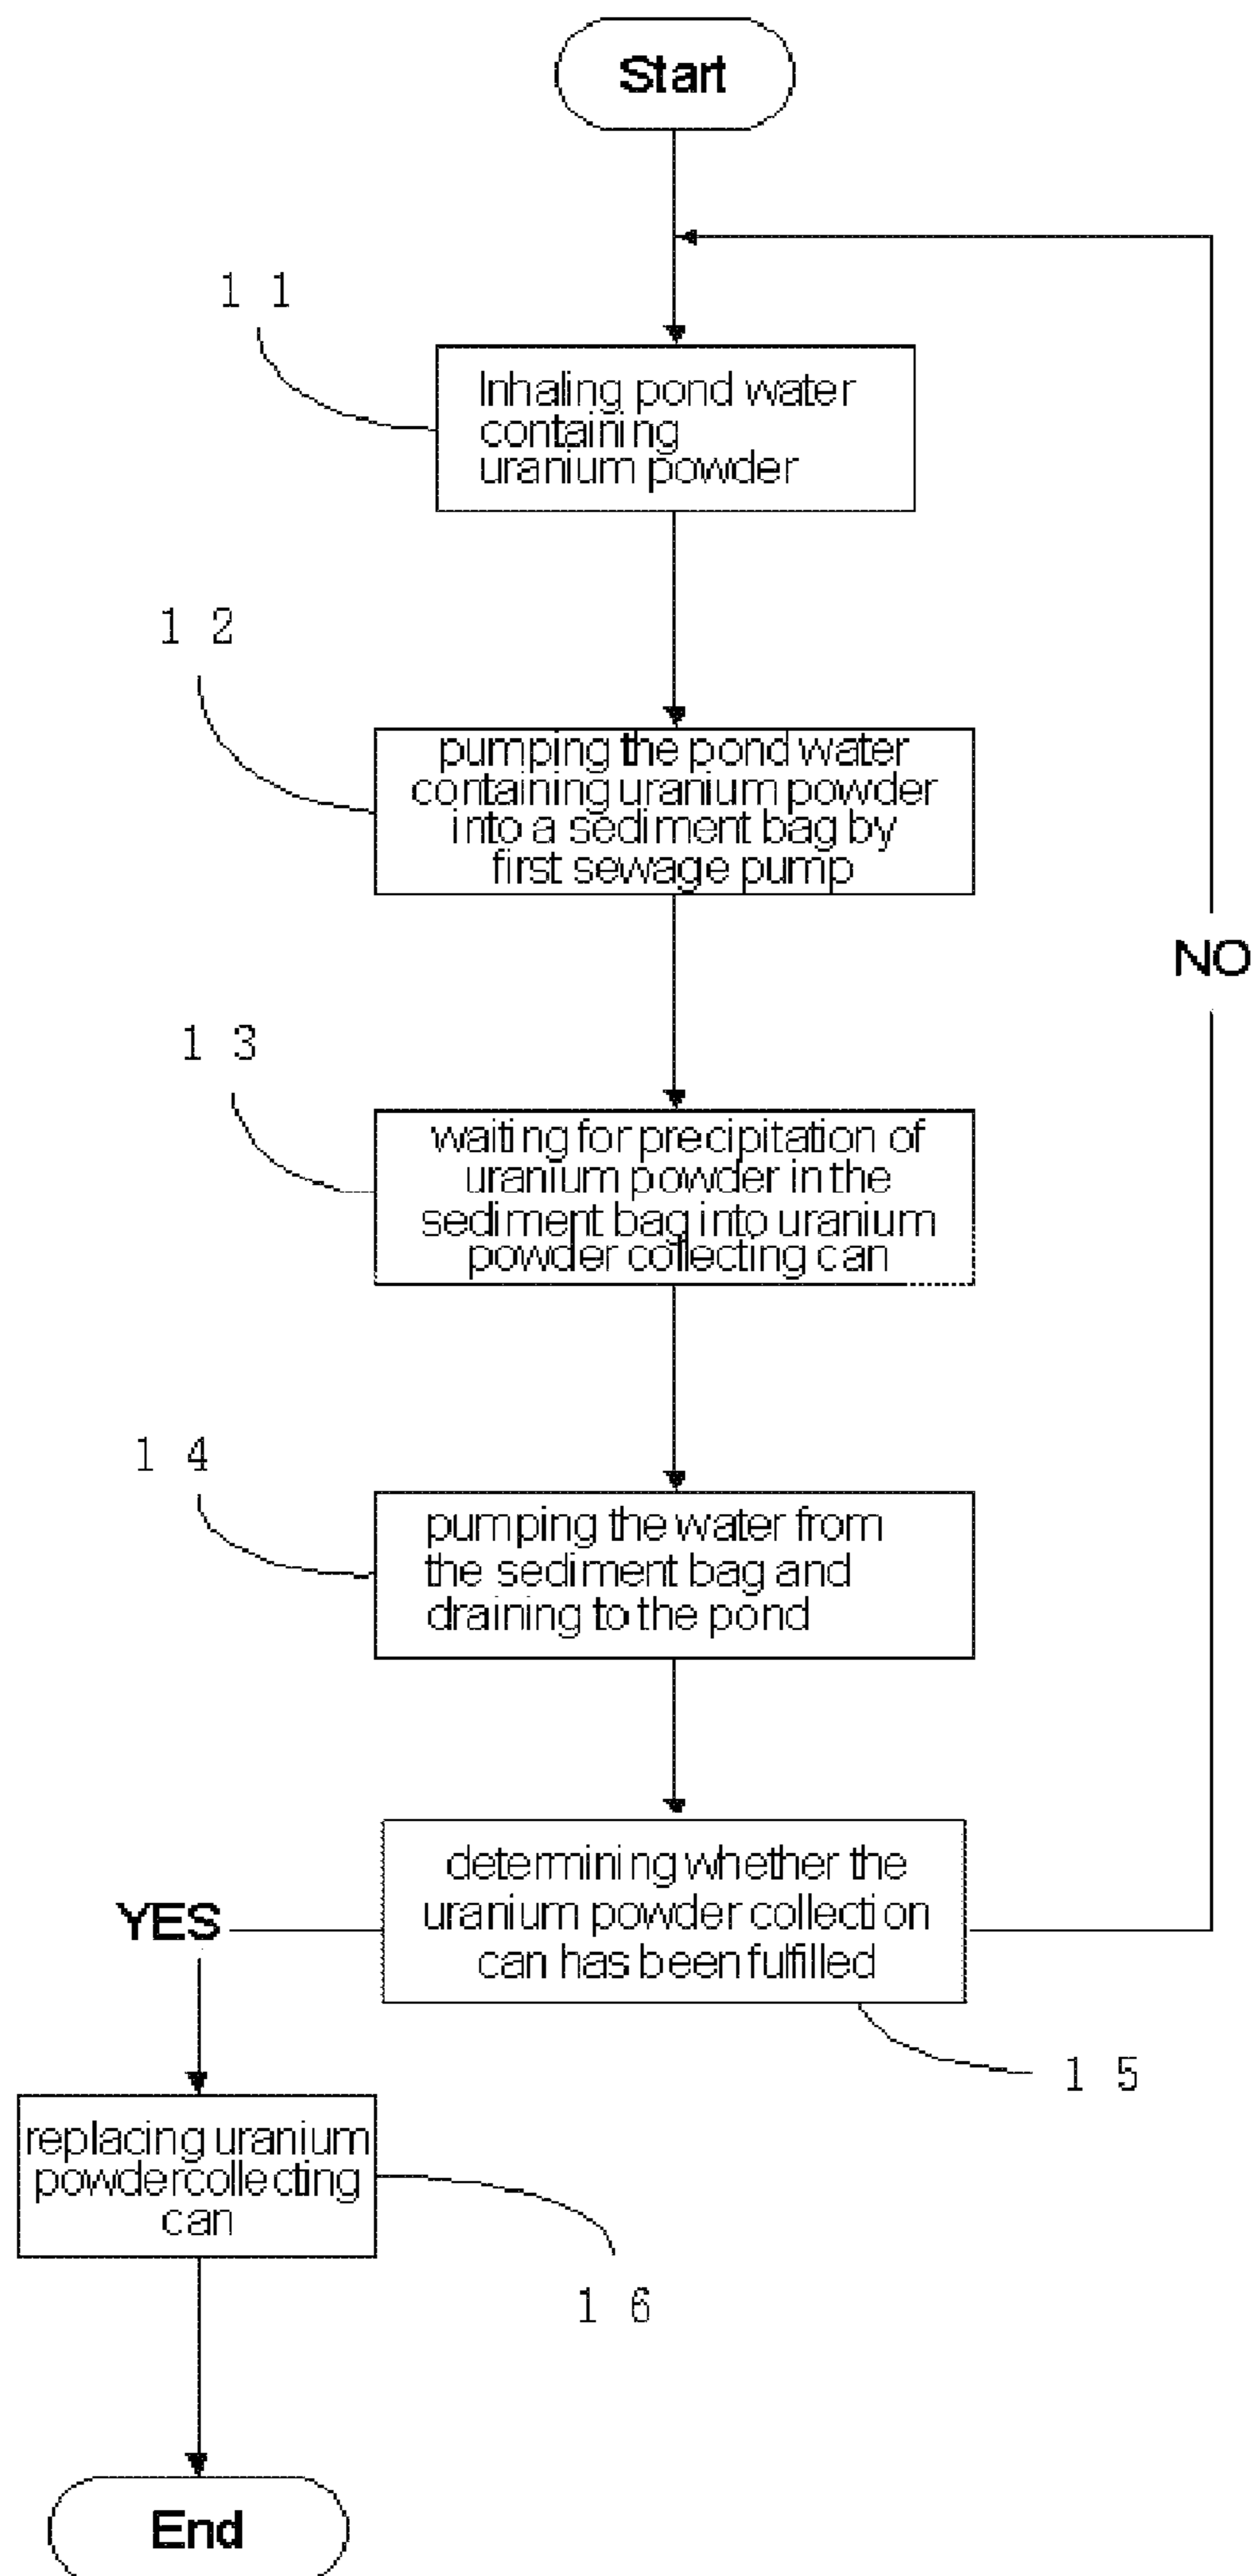 Start
1 1
Inhaling pond water
containing
uranium powder
1 2
pumping the pond water
containing uranium powder
into a sediment bag by
first sewage pump
NO
1 3
waiting for precipitation of
uranium powder in the
sediment bag into uranium
powder collecting can
1 4
pumping the water from
the sediment bag and
draining to the pond
determining whether the
uranium powder collection
can has been fulfilled
YES
1 5
replacing uranium
powdercollecting
can
1 6
End